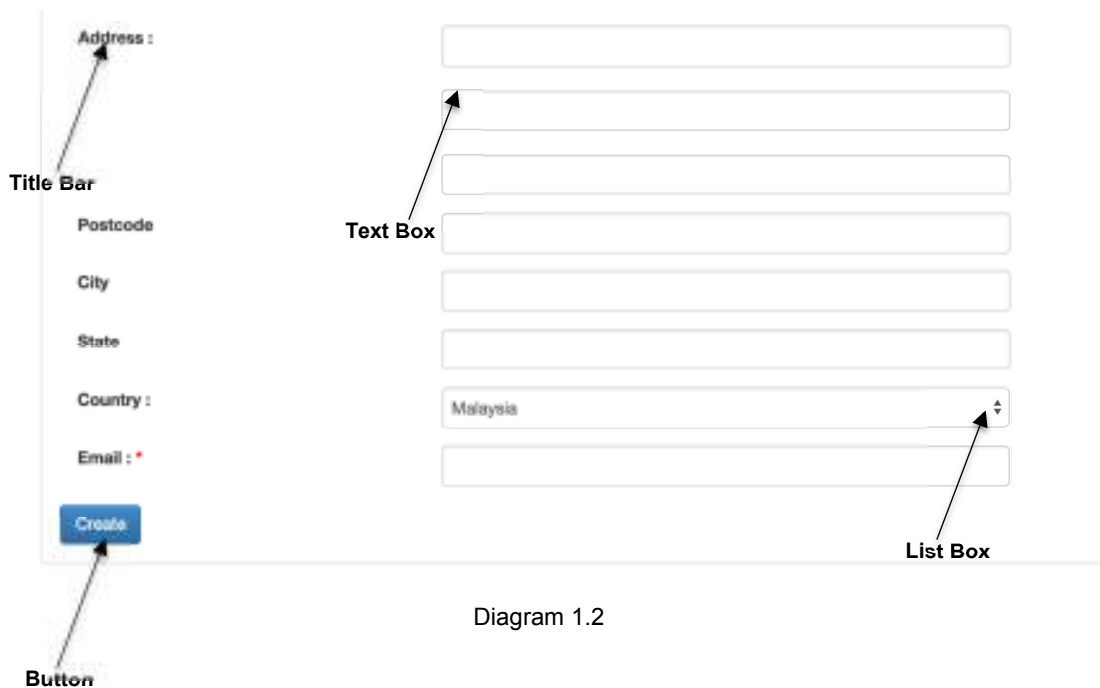 Address :
Title Bar
Text Box
Postcode
City
State
Country :
Malaysia
Email : *
Create
List Box
Diagram 1.2
Button